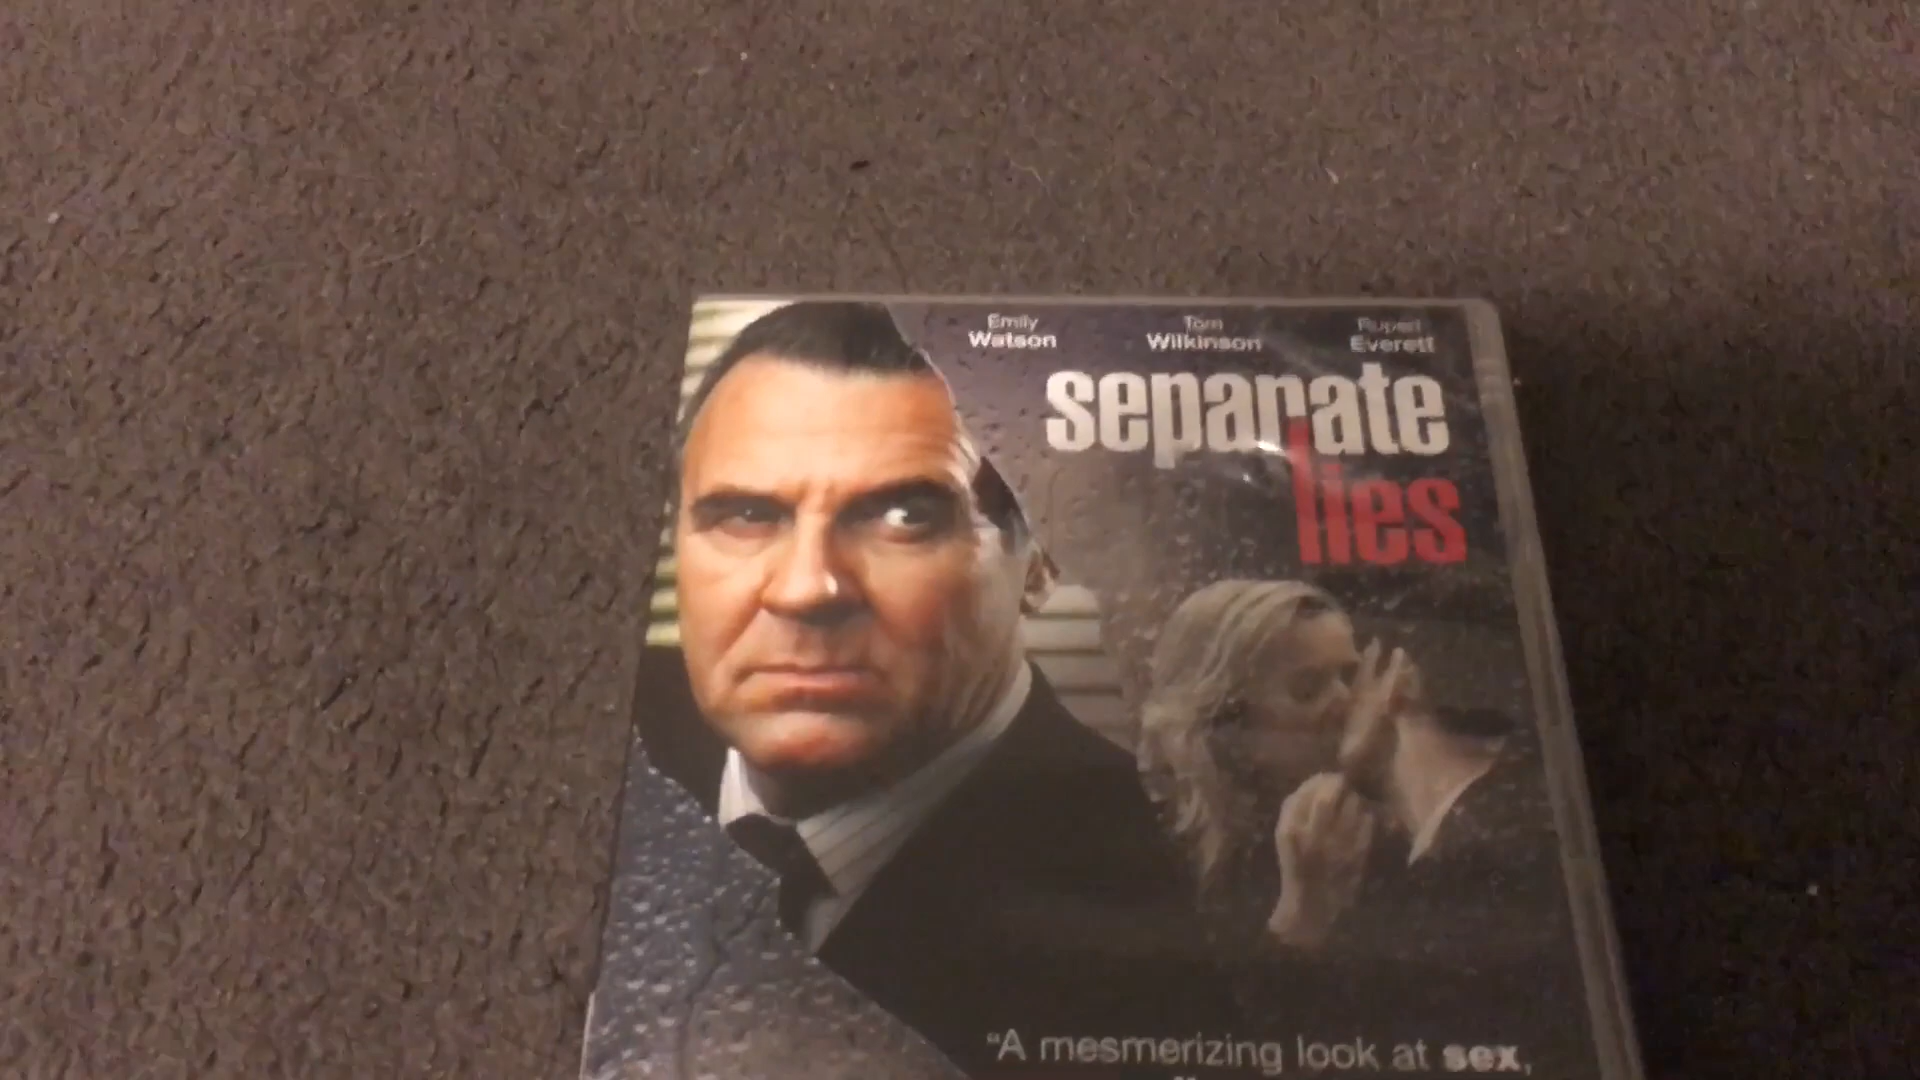 Emily Tom Rupert
Watson Wilkinson Everett
separate
lies
"A mesmerizing look at sex,